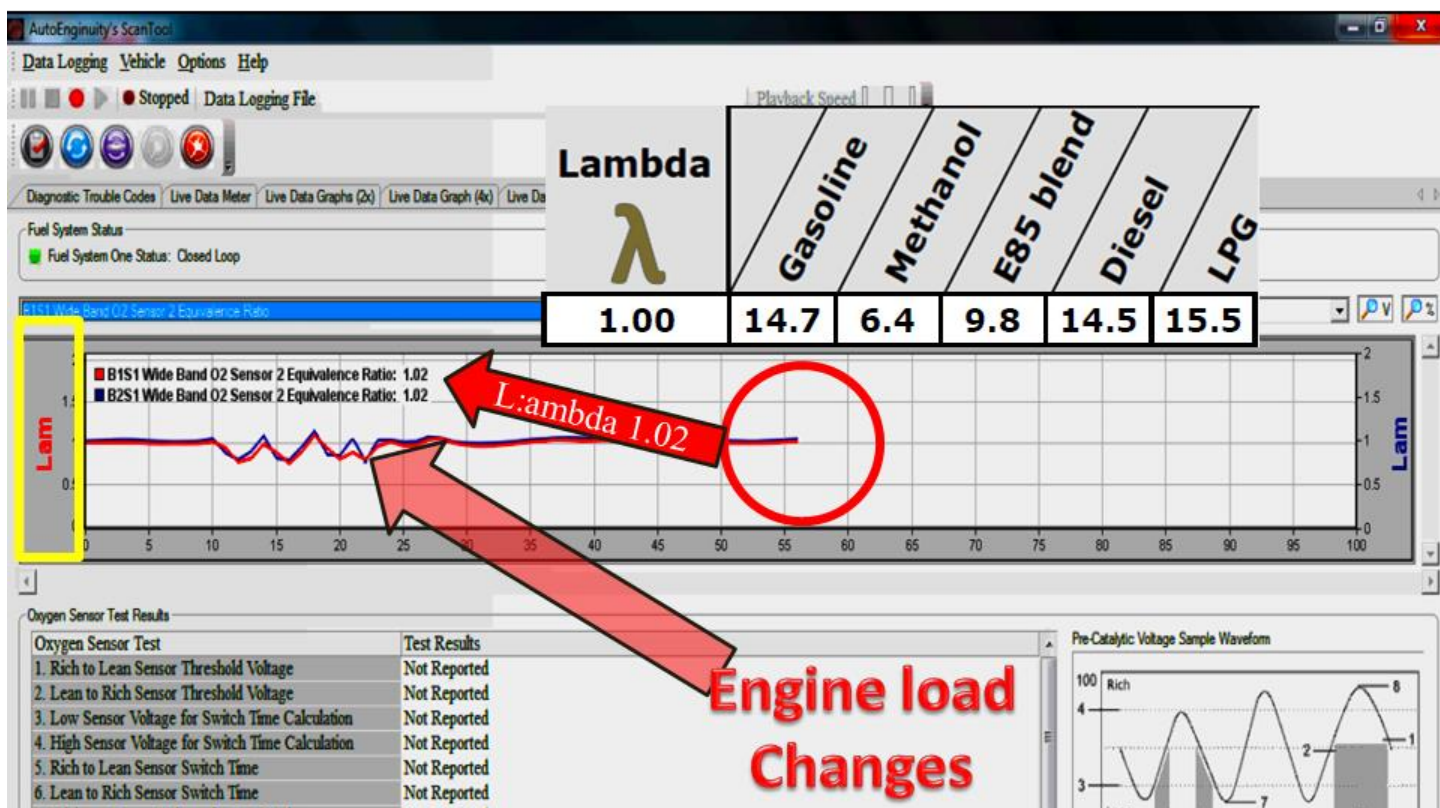 AutoEnginuity's ScanTool
Data Logging Vehicle Options Help
Stopped Data Logging File
Playback Speed
Lambda Gasoline Methanol E85 blend Diesel LPG
λ
1.00 14.7 6.4 9.8 14.5 15.5
Diagnostic Trouble Codes Live Data Meter Live Data Graphs (2x) Live Data Graph (4x) Live Da
Fuel System Status
Fuel System One Status: Closed Loop
B1S1 Wide Band O2 Sensor 2 Equivalence Ratio
V %
B1S1 Wide Band O2 Sensor 2 Equivalence Ratio: 1.02
B2S1 Wide Band O2 Sensor 2 Equivalence Ratio: 1.02
L:ambda 1.02
Lam
Lam
2
1.5
1
0.5
0
0 5 10 15 20 25 30 35 40 45 50 55 60 65 70 75 80 85 90 95 100
Oxygen Sensor Test Results
Oxygen Sensor Test Test Results
1. Rich to Lean Sensor Threshold Voltage Not Reported
2. Lean to Rich Sensor Threshold Voltage Not Reported
3. Low Sensor Voltage for Switch Time Calculation Not Reported
4. High Sensor Voltage for Switch Time Calculation Not Reported
5. Rich to Lean Sensor Switch Time Not Reported
6. Lean to Rich Sensor Switch Time Not Reported
Engine load
Changes
Pre-Catalytic Voltage Sample Waveform
100 Rich
4 8
2 1
3 7